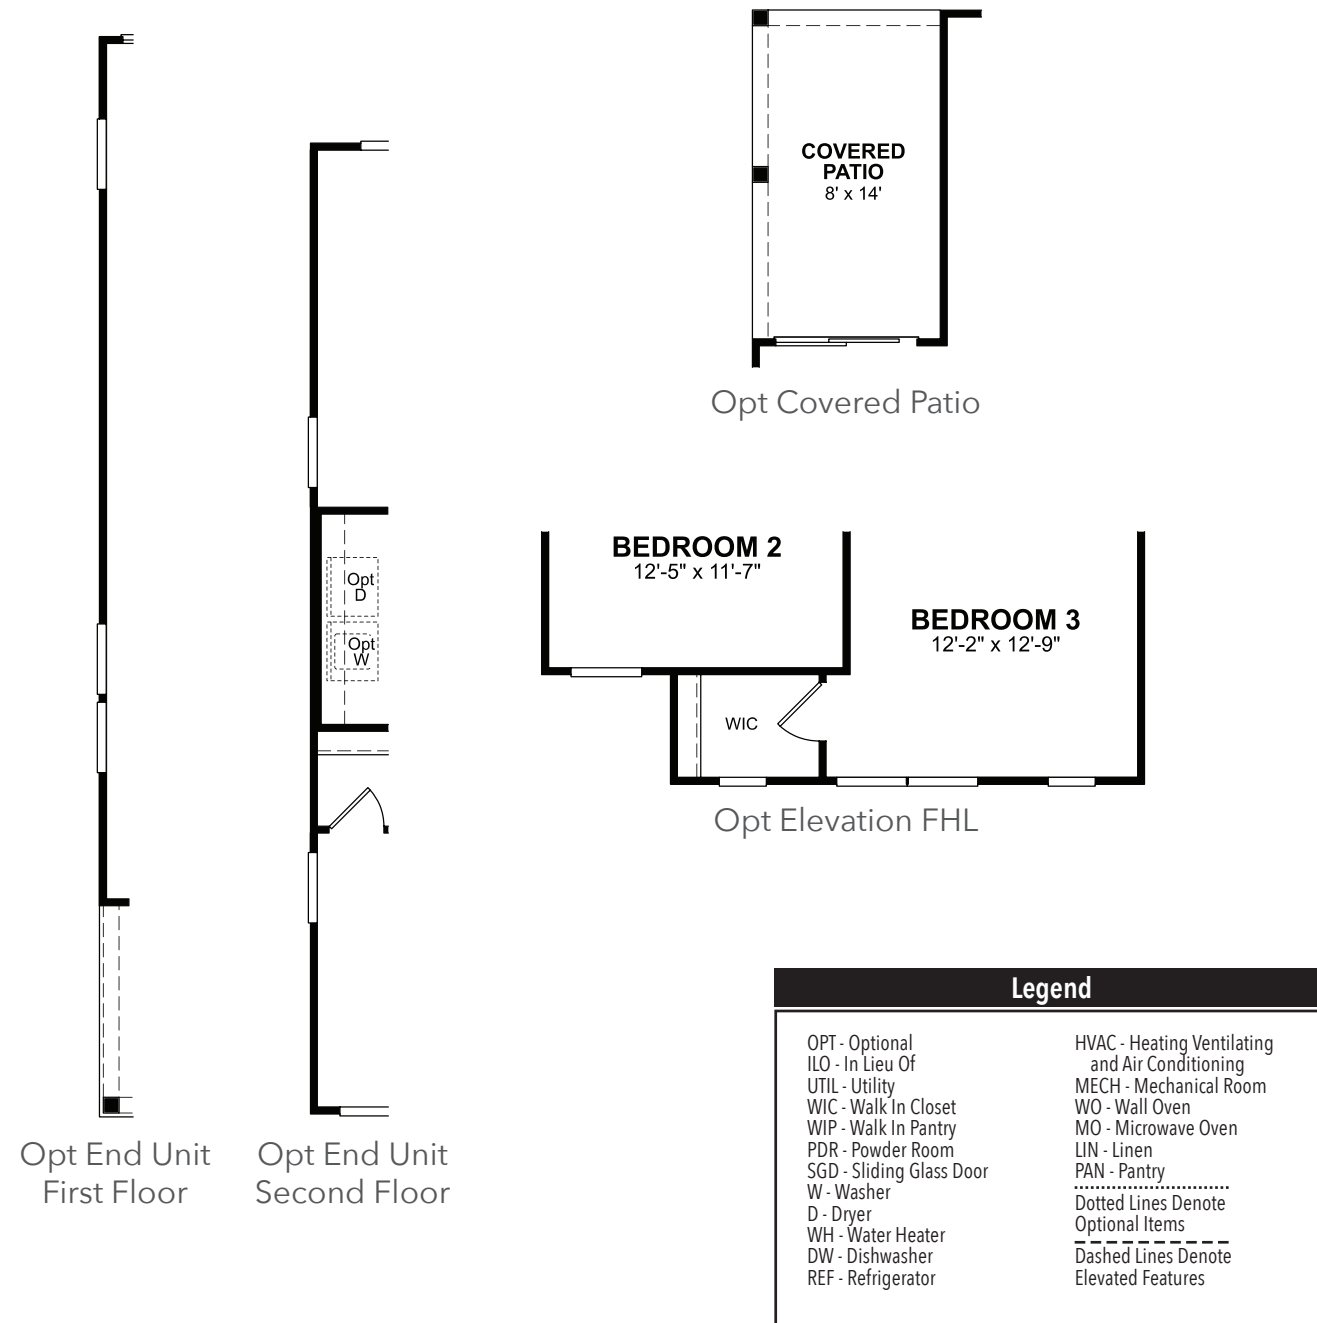 COVERED
PATIO
8' x 14'
Opt Covered Patio
Opt
D
Opt
W
BEDROOM 2
12'-5" x 11'-7"
BEDROOM 3
12'-2" x 12'-9"
WIC
Opt Elevation FHL
Opt End Unit
First Floor
Opt End Unit
Second Floor
Legend
OPT - Optional
ILO - In Lieu Of
UTIL - Utility
WIC - Walk In Closet
WIP - Walk In Pantry
PDR - Powder Room
SGD - Sliding Glass Door
W - Washer
D - Dryer
WH - Water Heater
DW - Dishwasher
REF - Refrigerator
HVAC - Heating Ventilating
and Air Conditioning
MECH - Mechanical Room
WO - Wall Oven
MO - Microwave Oven
LIN - Linen
PAN - Pantry
Dotted Lines Denote
Optional Items
Dashed Lines Denote
Elevated Features